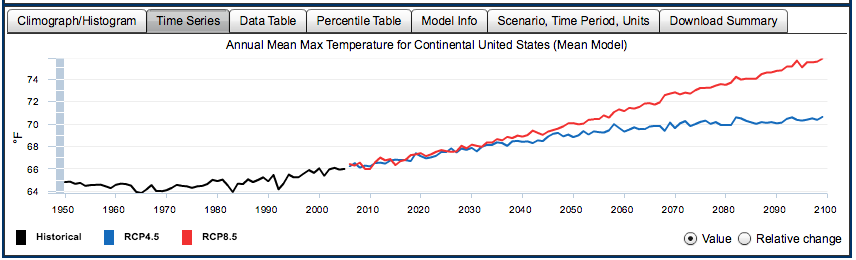 Climograph/Histogram Time Series Data Table Percentile Table Model Info Scenario, Time Period, Units Download Summary
Annual Mean Max Temperature for Continental United States (Mean Model)
74
72
70
68
66
64
°F
1950 1960 1970 1980 1990 2000 2010 2020 2030 2040 2050 2060 2070 2080 2090 2100
Historical RCP4.5 RCP8.5 Value Relative change